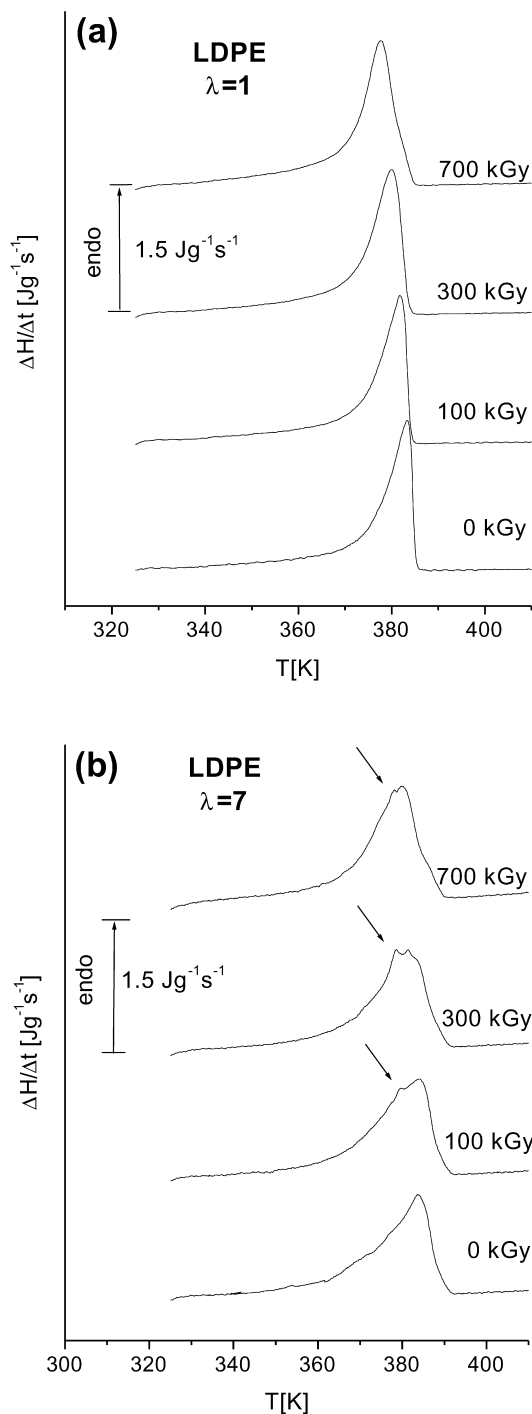 (a)
LDPE
λ=1
700 kGy
300 kGy
100 kGy
0 kGy
endo
1.5 Jg⁻¹s⁻¹
ΔH/Δt [Jg⁻¹s⁻¹]
320 340 360 380 400
T[K]
(b)
LDPE
λ=7
700 kGy
300 kGy
100 kGy
0 kGy
endo
1.5 Jg⁻¹s⁻¹
ΔH/Δt [Jg⁻¹s⁻¹]
300 320 340 360 380 400
T[K]